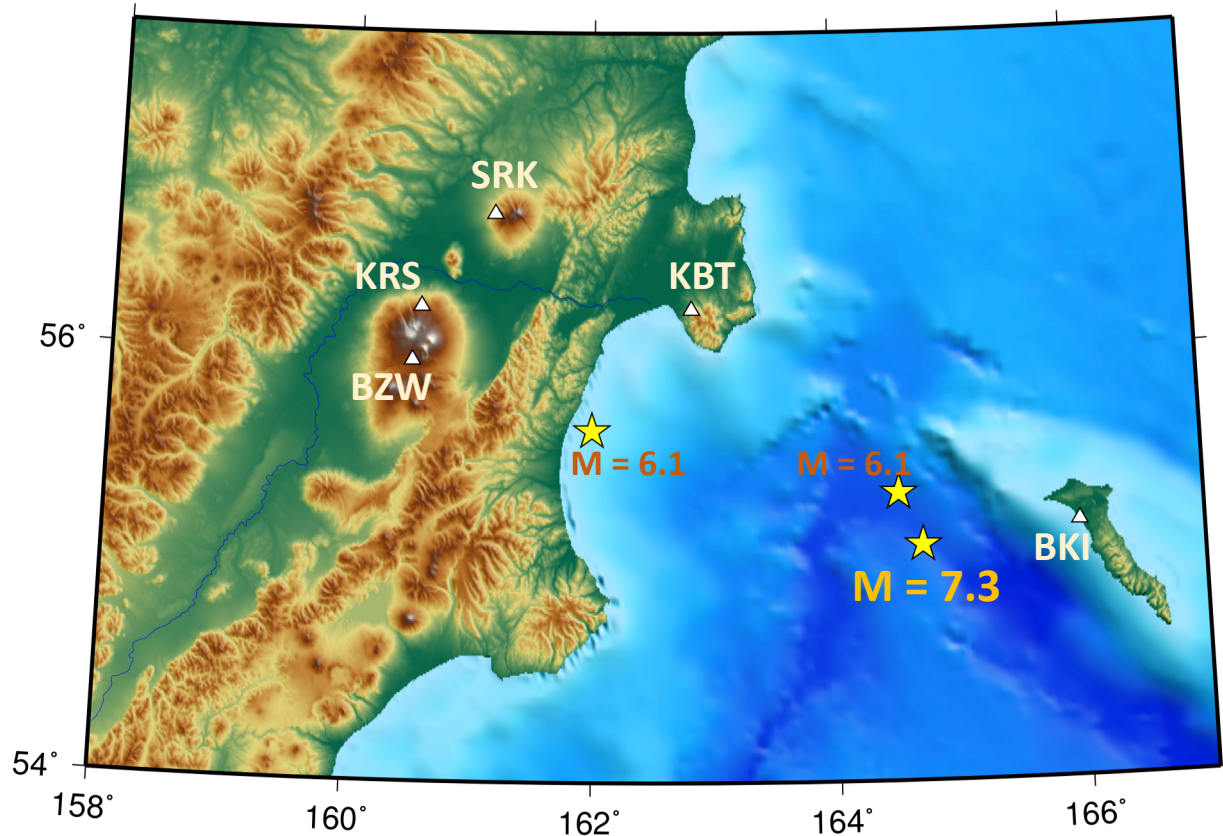 SRK
KRS
KBT
56°
BZW
M = 6.1
M = 6.1
BKI
M = 7.3
54°
158°
160°
162°
164°
166°